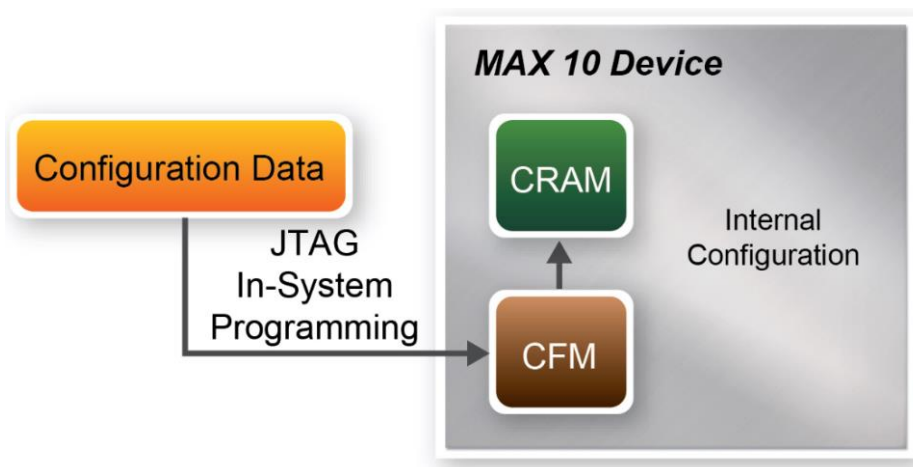 MAX 10 Device
Configuration Data
CRAM
Internal
Configuration
JTAG
In-System
Programming
CFM